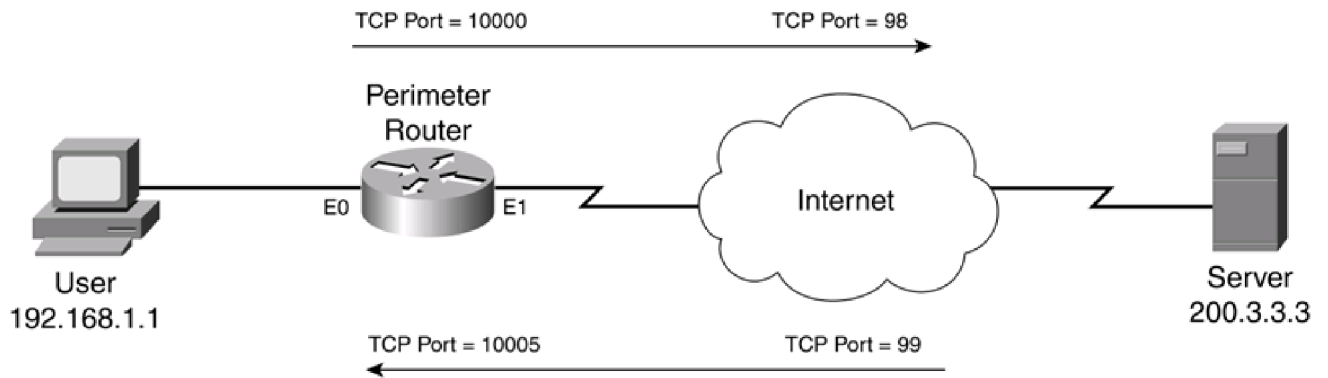 TCP Port = 10000 TCP Port = 98
Perimeter
Router
E0 E1
Internet
User
192.168.1.1
Server
200.3.3.3
TCP Port = 10005 TCP Port = 99